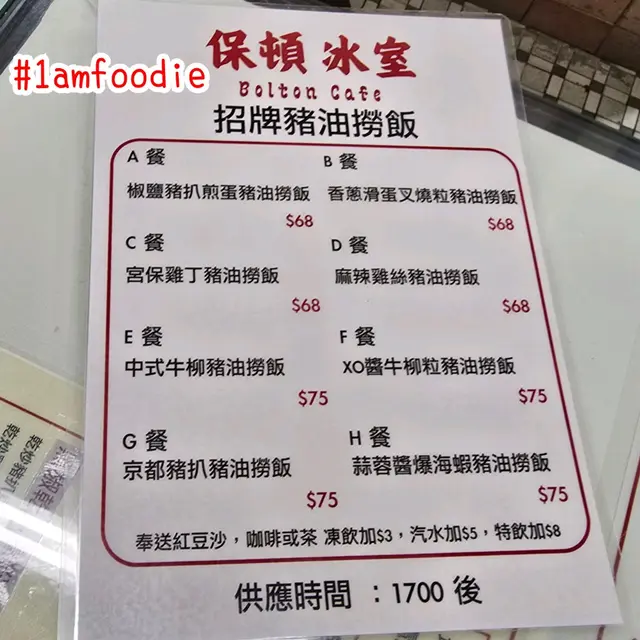 #1amfoodie
保頓冰室
Bolton Cafe
招牌豬油撈飯
A 餐
椒鹽豬扒煎蛋豬油撈飯
$68
B 餐
香蔥滑蛋叉燒粒豬油撈飯
$68
C 餐
宮保雞丁豬油撈飯
$68
D 餐
麻辣雞絲豬油撈飯
$68
E 餐
中式牛柳豬油撈飯
$75
F 餐
XO醬牛柳粒豬油撈飯
$75
G 餐
京都豬扒豬油撈飯
$75
H 餐
蒜蓉醬爆海蝦豬油撈飯
$75
奉送紅豆沙，咖啡或茶 凍飲加$3，汽水加$5，特飲加$8
供應時間 ：1700 後